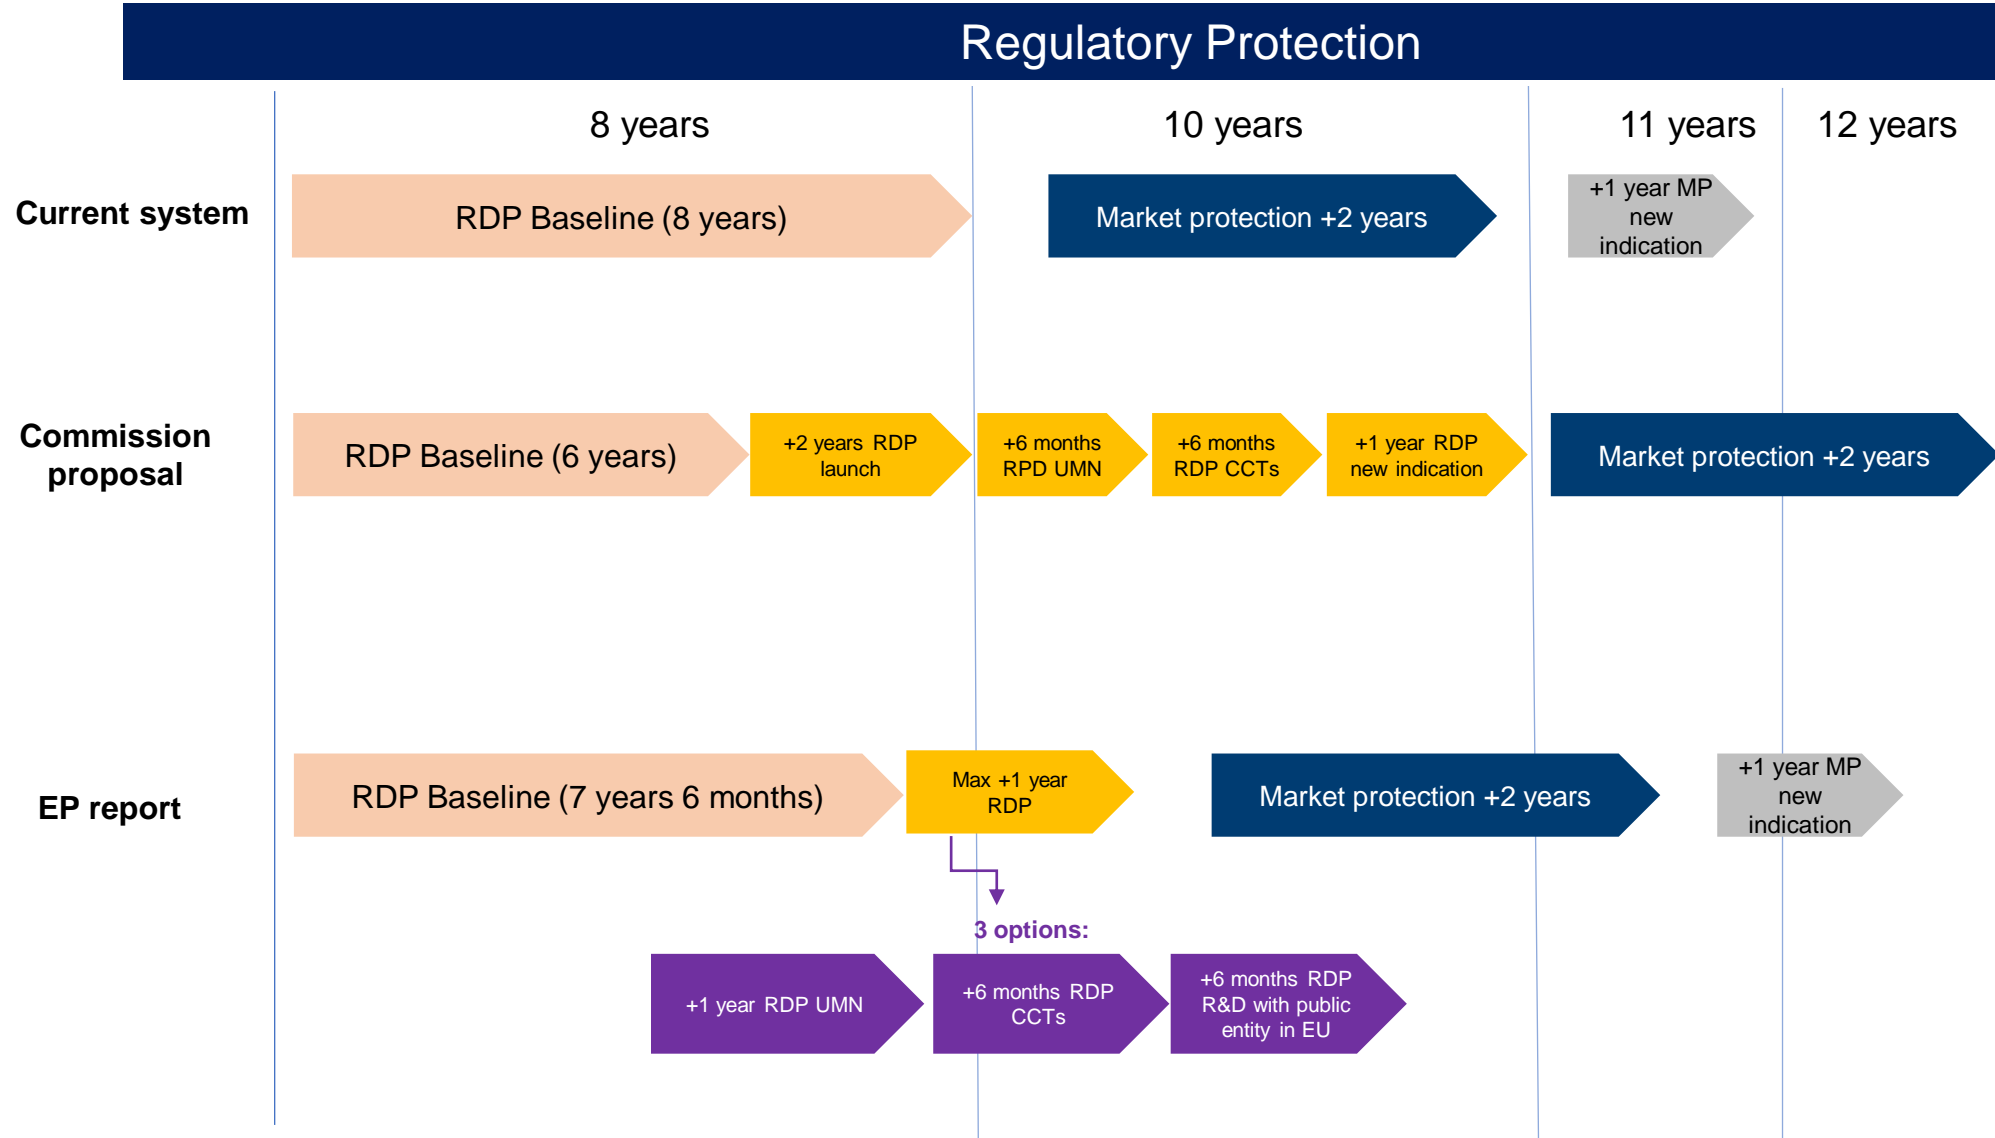 Regulatory Protection
8 years
10 years
11 years
12 years
Current system
RDP Baseline (8 years)
Market protection +2 years
+1 year MP
new
indication
Commission
proposal
RDP Baseline (6 years)
+2 years RDP
launch
+6 months
RPD UMN
+6 months
RDP CCTs
+1 year RDP
new indication
Market protection +2 years
EP report
RDP Baseline (7 years 6 months)
Max +1 year
RDP
Market protection +2 years
+1 year MP
new
indication
3 options:
+1 year RDP UMN
+6 months RDP
CCTs
+6 months RDP
R&D with public
entity in EU